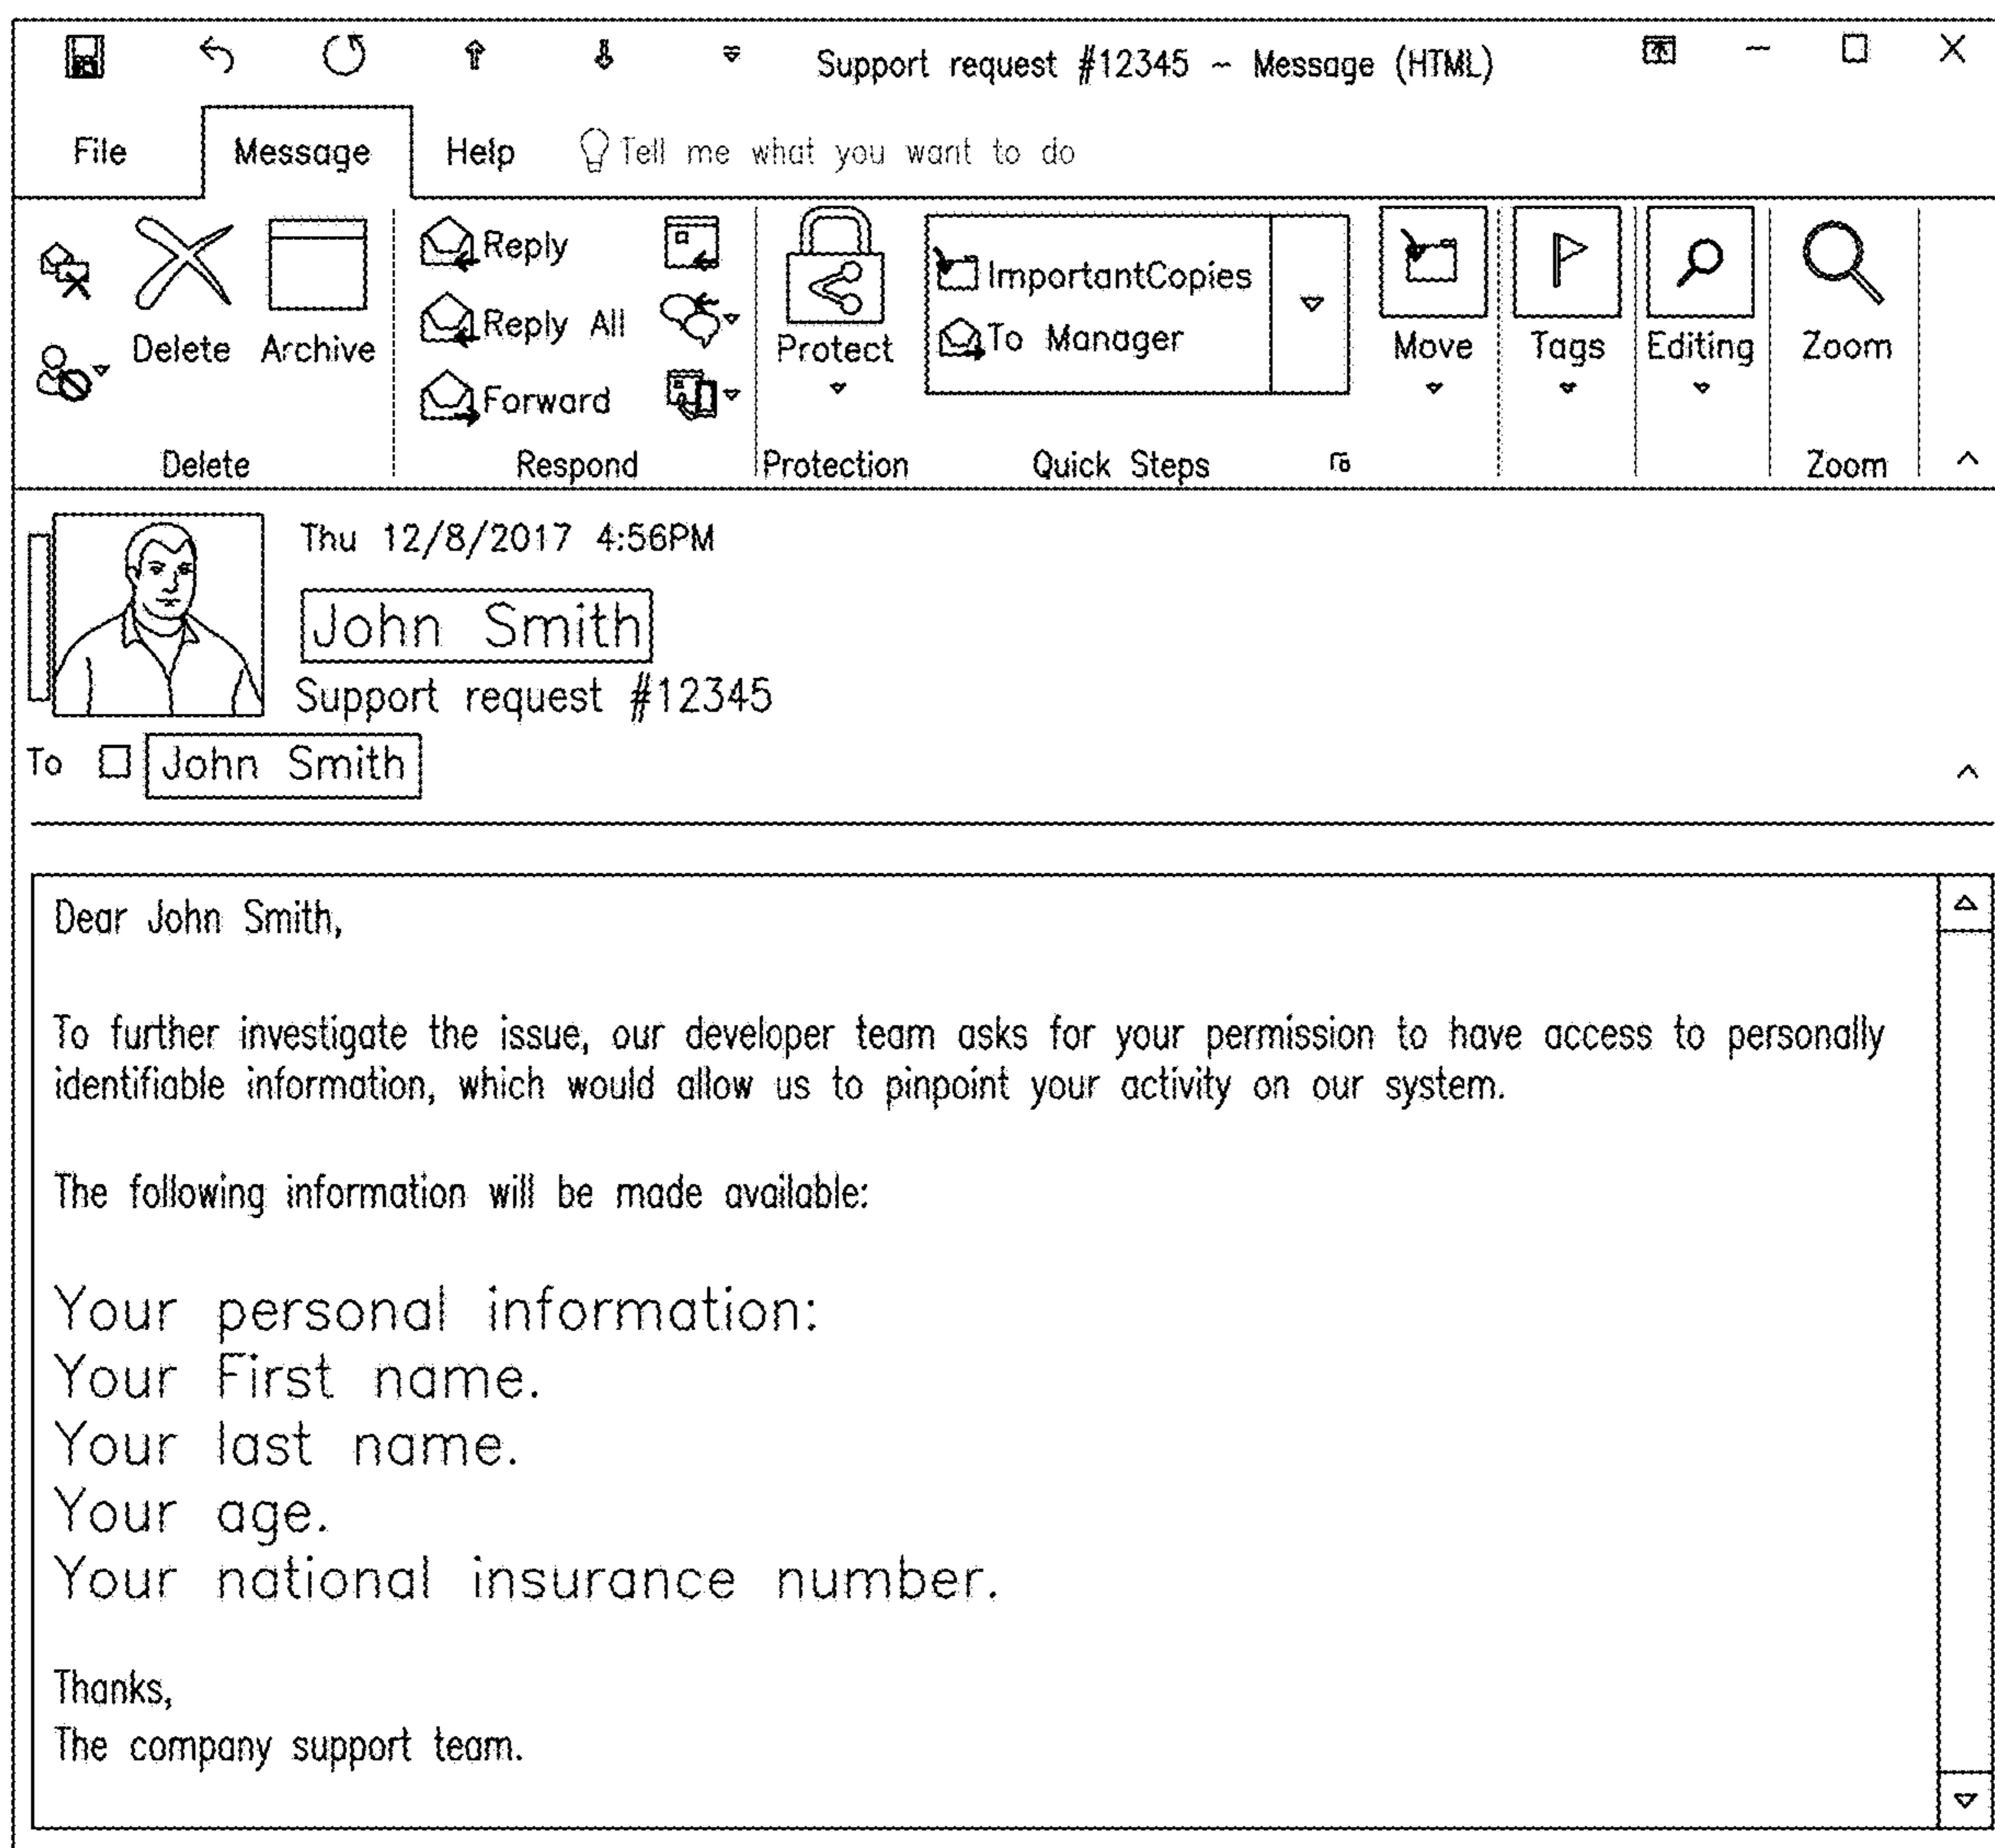 Support request #12345 ~ Message (HTML)
File Message Help Tell me what you want to do
Reply
ImportantCopies
Reply All
To Manager
Delete Archive Protect Move Tags Editing Zoom
Forward
Delete Respond Protection Quick Steps Zoom
Thu 12/8/2017 4:56PM
John Smith
Support request #12345
To John Smith
Dear John Smith,
To further investigate the issue, our developer team asks for your permission to have access to personally
identifiable information, which would allow us to pinpoint your activity on our system.
The following information will be made available:
Your personal information:
Your First name.
Your last name.
Your age.
Your national insurance number.
Thanks,
The company support team.